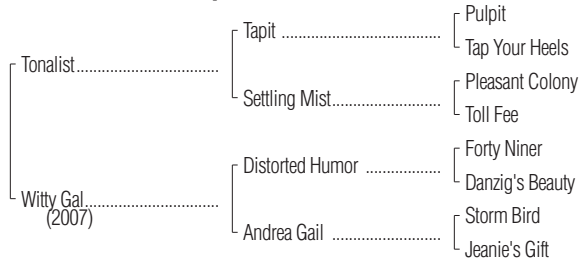 Pulpit
Tapit
Tap Your Heels
Tonalist
Pleasant Colony
Settling Mist
Toll Fee
Forty Niner
Distorted Humor
Danzig's Beauty
Witty Gal
(2007)
Storm Bird
Andrea Gail
Jeanie's Gift